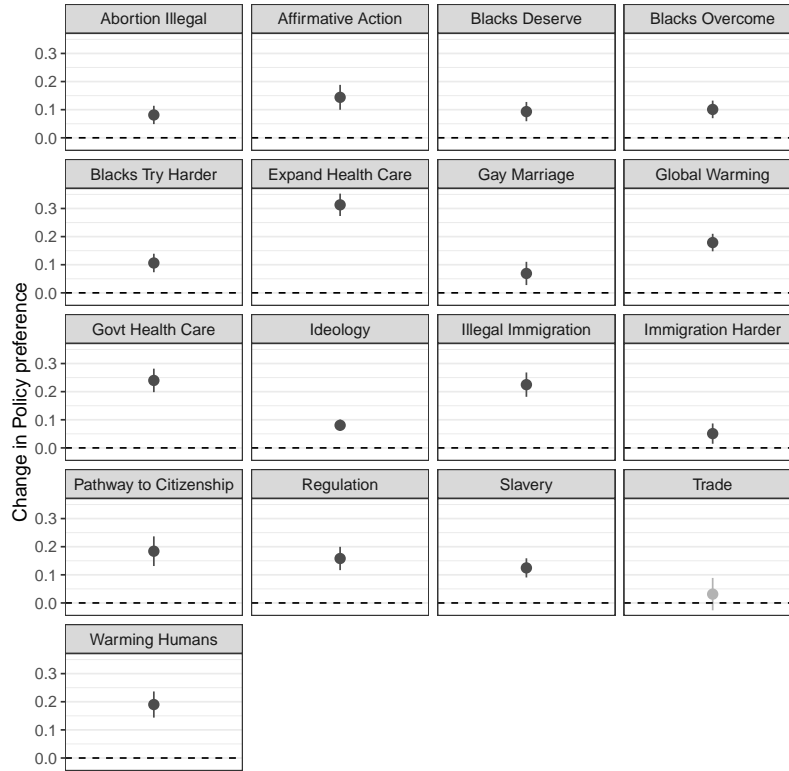 Abortion Illegal
Affirmative Action
Blacks Deserve
Blacks Overcome
0.3
0.2
0.1
0.0
Blacks Try Harder
Expand Health Care
Gay Marriage
Global Warming
0.3
0.2
0.1
0.0
Govt Health Care
Ideology
Illegal Immigration
Immigration Harder
0.3
0.2
0.1
0.0
Pathway to Citizenship
Regulation
Slavery
Trade
0.3
0.2
0.1
0.0
Warming Humans
0.3
0.2
0.1
0.0
Change in Policy preference